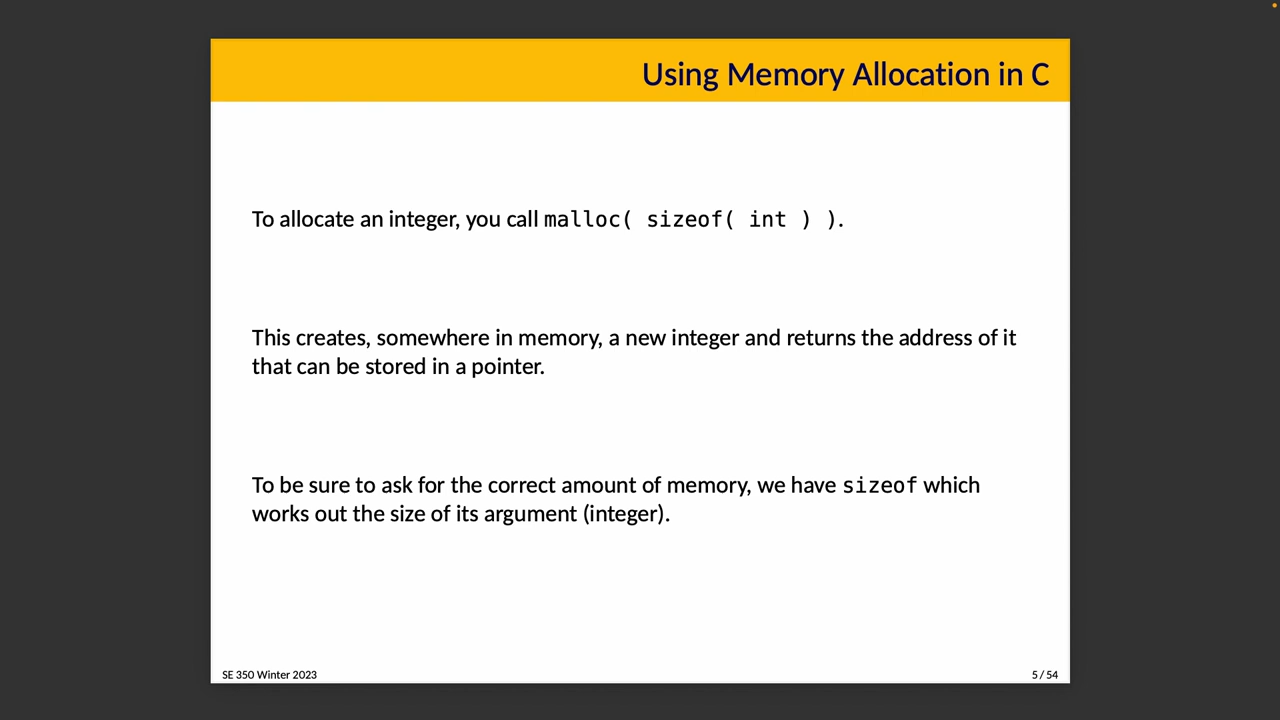 Using Memory Allocation in C
To allocate an integer, you call malloc( sizeof( int ) ).
This creates, somewhere in memory, a new integer and returns the address of it
that can be stored in a pointer.
To be sure to ask for the correct amount of memory, we have sizeof which
works out the size of its argument (integer).
SE 350 Winter 2023
5 / 54